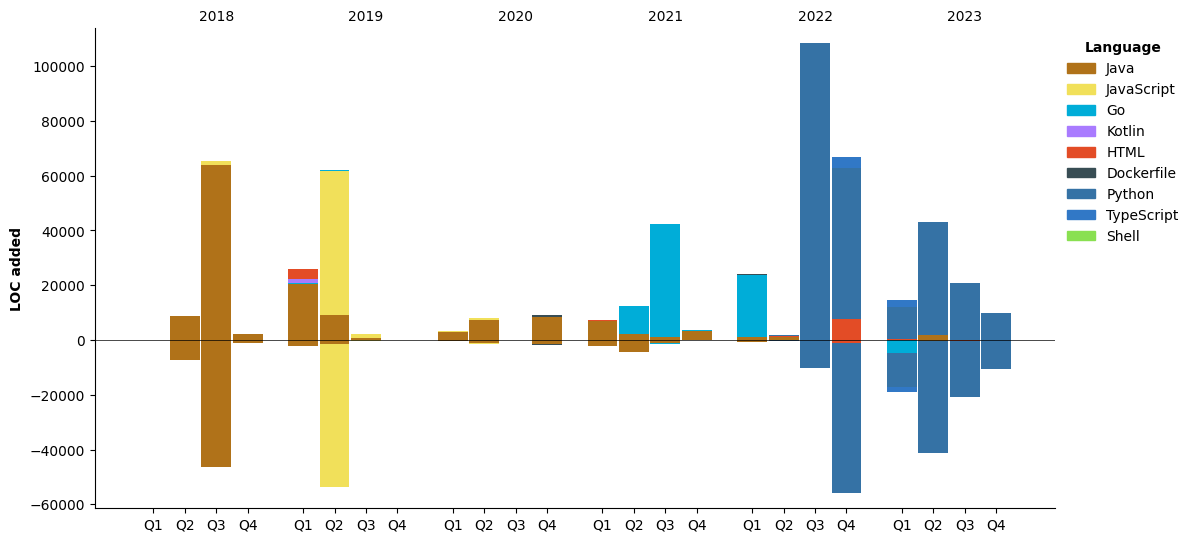 2018 2019 2020 2021 2022 2023
Language
Java
JavaScript
Go
Kotlin
HTML
Dockerfile
Python
TypeScript
Shell
LOC added
100000
80000
60000
40000
20000
0
−20000
−40000
−60000
Q1 Q2 Q3 Q4 Q1 Q2 Q3 Q4 Q1 Q2 Q3 Q4 Q1 Q2 Q3 Q4 Q1 Q2 Q3 Q4 Q1 Q2 Q3 Q4